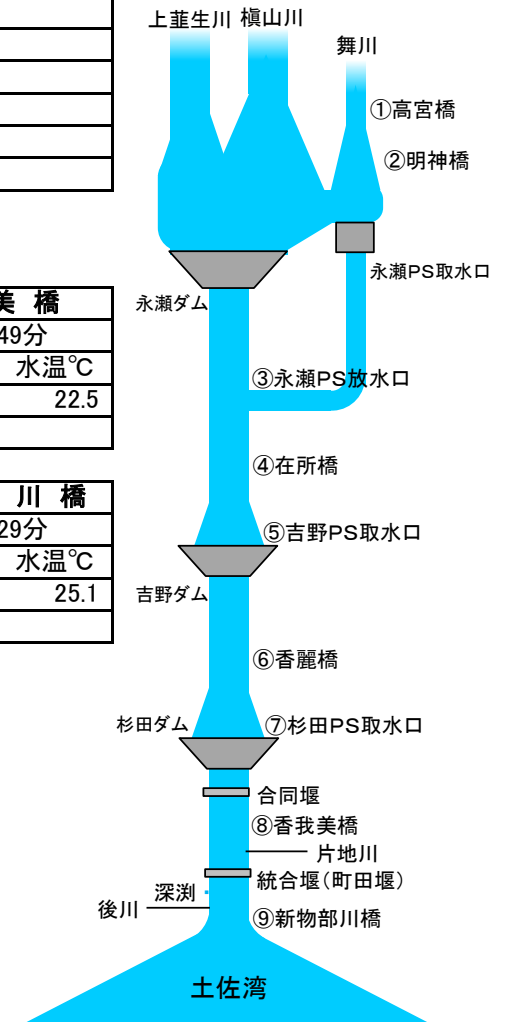 上韮生川 槇山川
舞川
①高宮橋
②明神橋
永瀬PS取水口
永瀬ダム
美 橋
49分
水温℃
22.5
③永瀬PS放水口
④在所橋
川 橋
29分
水温℃
25.1
⑤吉野PS取水口
吉野ダム
⑥香麗橋
杉田ダム
⑦杉田PS取水口
合同堰
⑧香我美橋
片地川
統合堰(町田堰)
深渕
後川
⑨新物部川橋
土佐湾